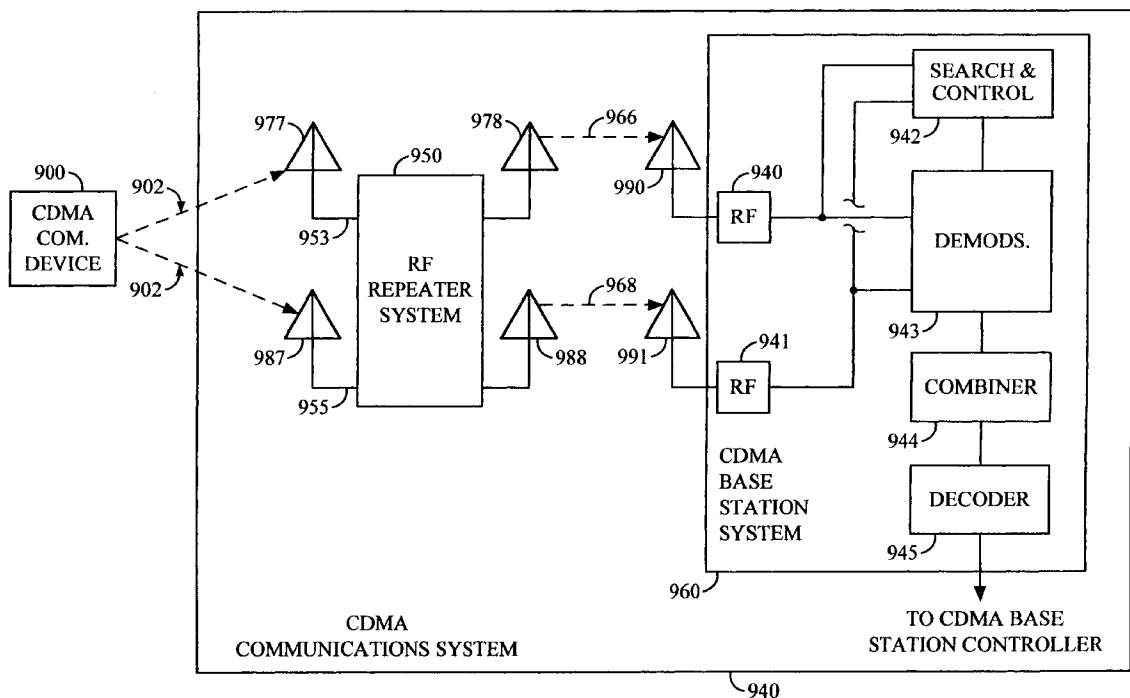 900
CDMA
COM.
DEVICE
902
902
977
953
950
RF
REPEATER
SYSTEM
987
955
978
966
990
988
968
991
940
RF
941
RF
SEARCH &
CONTROL
942
DEMODS.
943
COMBINER
944
DECODER
945
CDMA
BASE
STATION
SYSTEM
960
TO CDMA BASE
STATION CONTROLLER
CDMA
COMMUNICATIONS SYSTEM
940